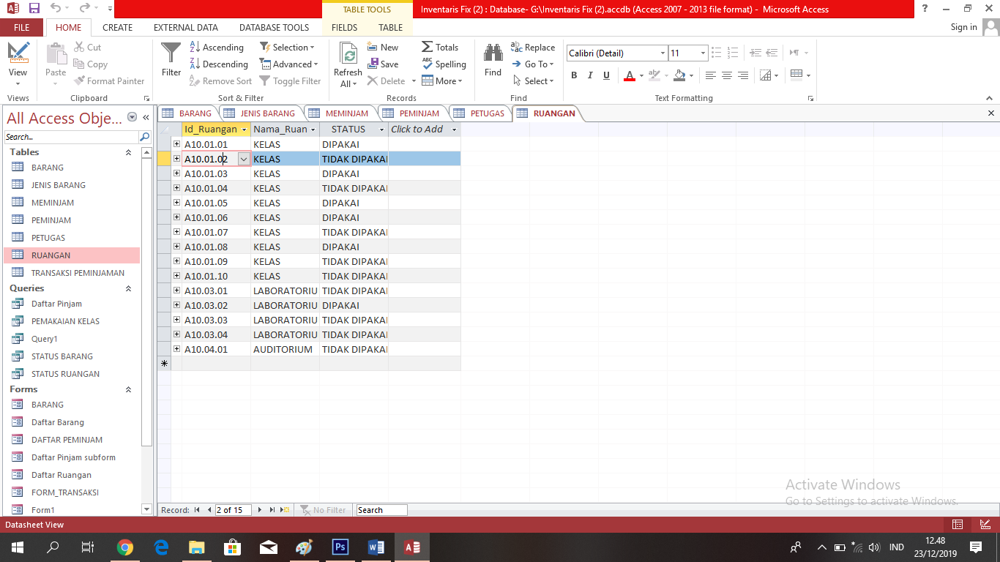 TABLE TOOLS
Inventaris Fix (2) : Database- G:\Inventaris Fix (2).accdb (Access 2007 - 2013 file format) - Microsoft Access
FILE HOME CREATE EXTERNAL DATA DATABASE TOOLS FIELDS TABLE Sign in
View
Views
Paste
Cut
Copy
Format Painter
Clipboard
Filter
Ascending
Descending
Remove Sort
Selection
Advanced
Toggle Filter
Sort & Filter
Refresh
All
New
Save
Delete
Totals
Spelling
More
Records
Find
Replace
Go To
Select
Find
Calibri (Detail) 11
B I U A
Text Formatting
All Access Obje...
Search...
Tables
BARANG
JENIS BARANG
MEMINJAM
PEMINJAM
PETUGAS
RUANGAN
TRANSAKSI PEMINJAMAN
Queries
Daftar Pinjam
PEMAKAIAN KELAS
Query1
STATUS BARANG
STATUS RUANGAN
Forms
BARANG
Daftar Barang
DAFTAR PEMINJAM
Daftar Pinjam subform
Daftar Ruangan
FORM_TRANSAKSI
Form1
BARANG JENIS BARANG MEMINJAM PEMINJAM PETUGAS RUANGAN
Id_Ruangan Nama_Ruan STATUS Click to Add
A10.01.01 KELAS DIPAKAI
A10.01.02 KELAS TIDAK DIPAKAI
A10.01.03 KELAS DIPAKAI
A10.01.04 KELAS TIDAK DIPAKAI
A10.01.05 KELAS DIPAKAI
A10.01.06 KELAS DIPAKAI
A10.01.07 KELAS TIDAK DIPAKAI
A10.01.08 KELAS DIPAKAI
A10.01.09 KELAS TIDAK DIPAKAI
A10.01.10 KELAS TIDAK DIPAKAI
A10.03.01 LABORATORIU TIDAK DIPAKAI
A10.03.02 LABORATORIU DIPAKAI
A10.03.03 LABORATORIU TIDAK DIPAKAI
A10.03.04 LABORATORIU TIDAK DIPAKAI
A10.04.01 AUDITORIUM TIDAK DIPAKAI
Activate Windows
Go to Settings to activate Windows.
Record: 2 of 15 No Filter Search
Datasheet View
IND
12.48
23/12/2019